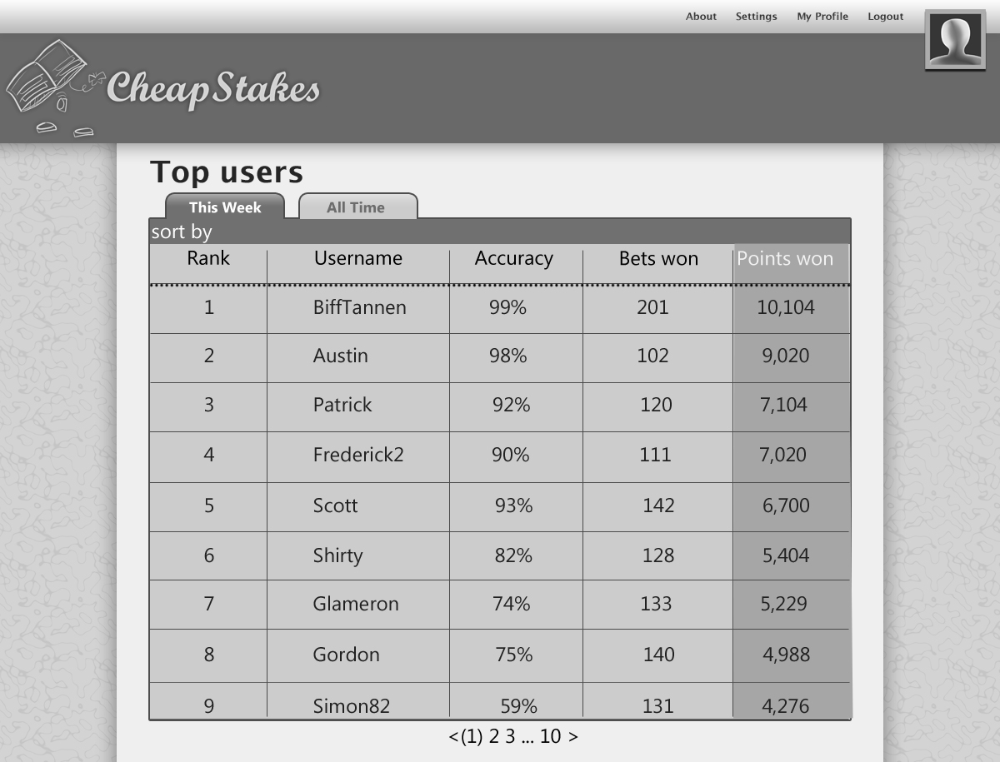 About Settings My Profile Logout
CheapStakes
Top users
This Week All Time
sort by
Rank Username Accuracy Bets won Points won
1 BiffTannen 99% 201 10,104
2 Austin 98% 102 9,020
3 Patrick 92% 120 7,104
4 Frederick2 90% 111 7,020
5 Scott 93% 142 6,700
6 Shirty 82% 128 5,404
7 Glameron 74% 133 5,229
8 Gordon 75% 140 4,988
9 Simon82 59% 131 4,276
<(1) 2 3 ... 10 >